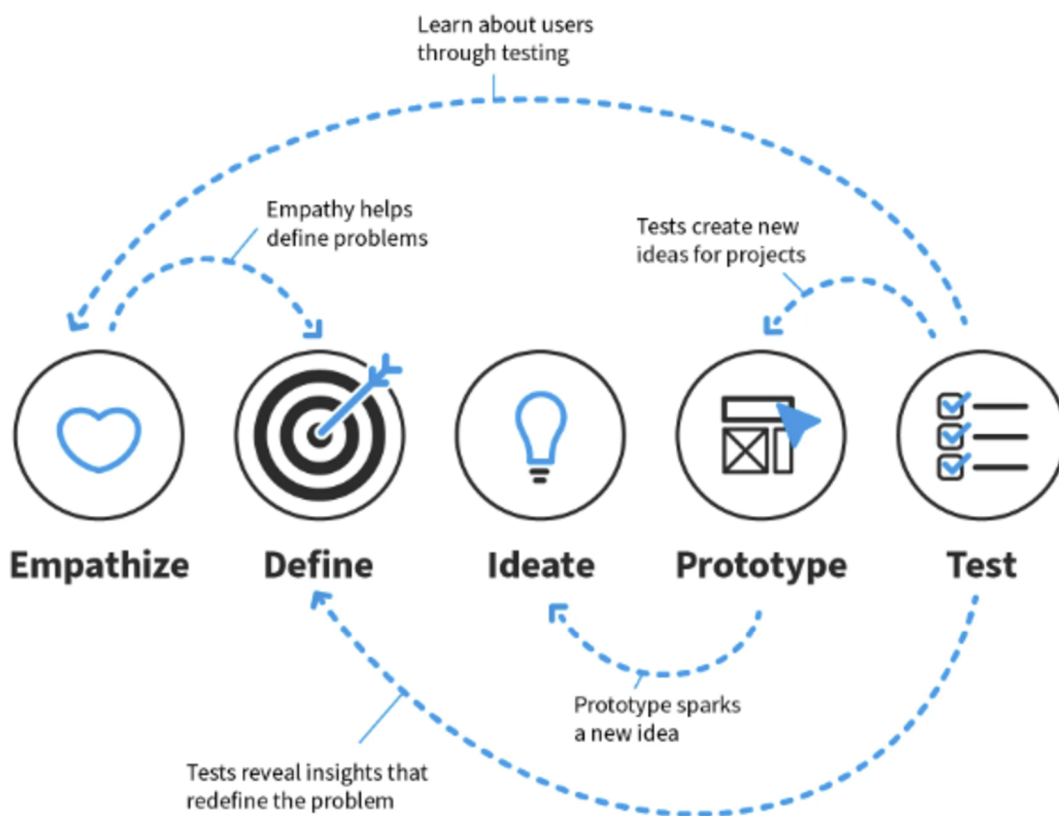 Learn about users
through testing
Empathy helps
define problems
Tests create new
ideas for projects
Empathize
Define
Ideate
Prototype
Test
Prototype sparks
a new idea
Tests reveal insights that
redefine the problem